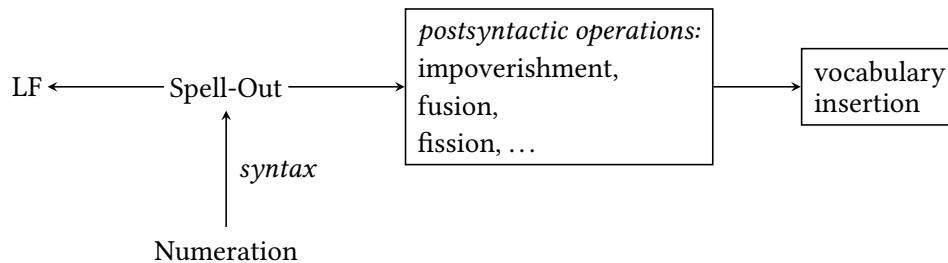 postsyntactic operations:
impoverishment,
fusion,
fission, …
LF
Spell-Out
vocabulary
insertion
syntax
Numeration